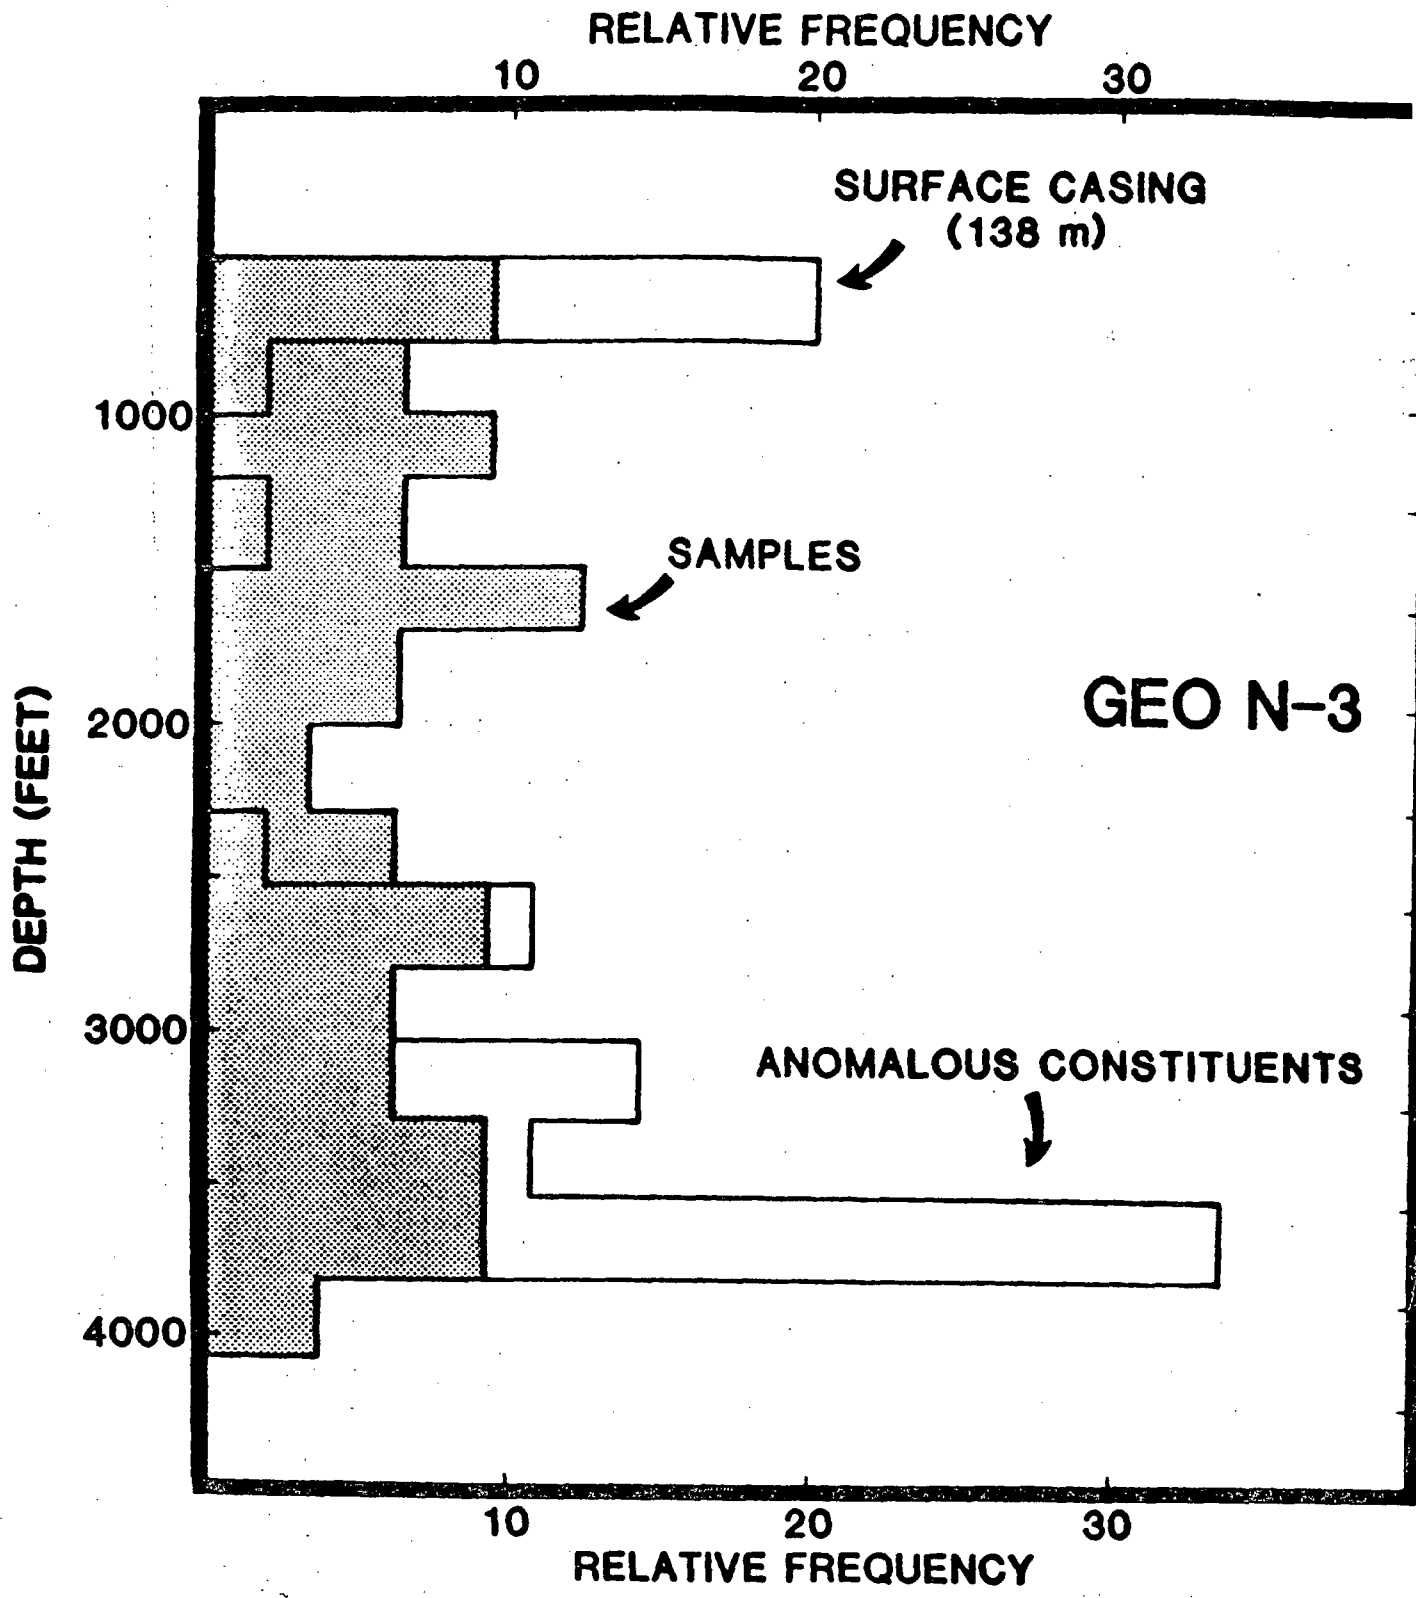 RELATIVE FREQUENCY
10 20 30
SURFACE CASING
(138 m)
1000
SAMPLES
GEO N-3
2000
DEPTH (FEET)
3000
ANOMALOUS CONSTITUENTS
4000
10 20 30
RELATIVE FREQUENCY